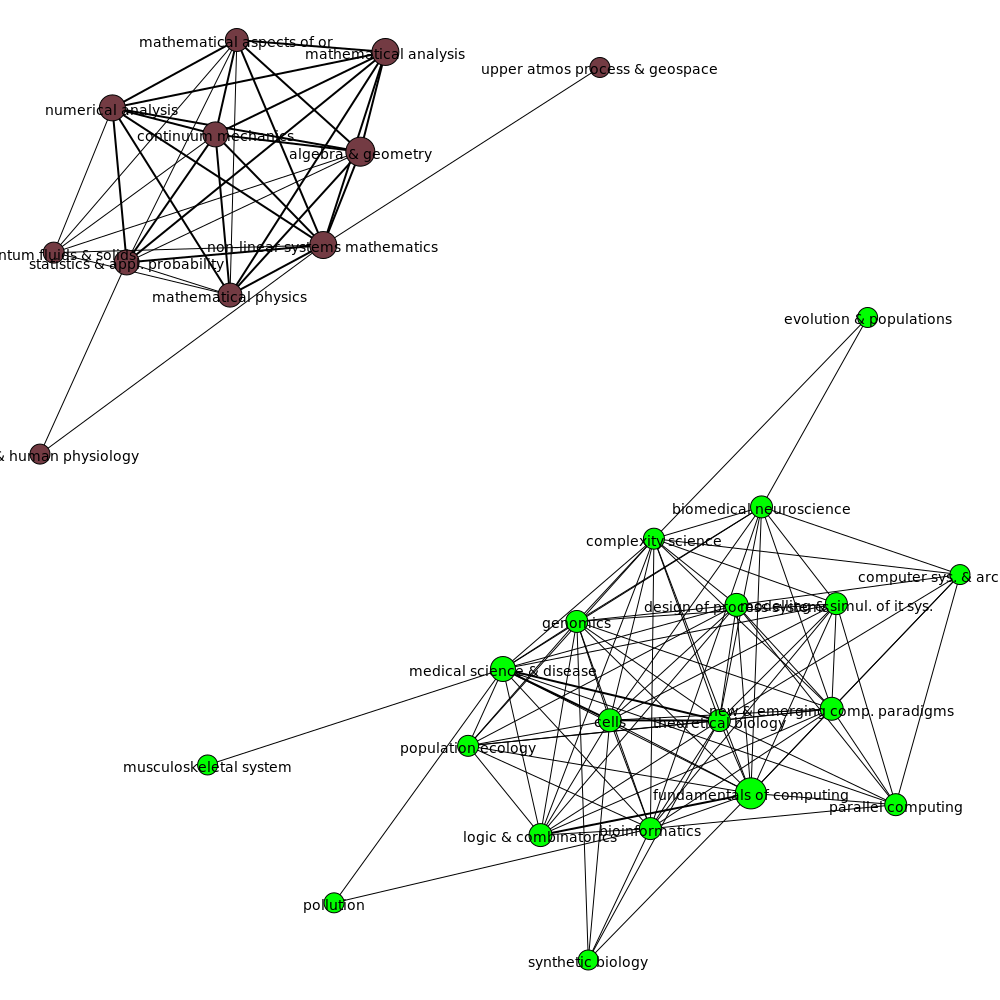 mathematical aspects of or
mathematical analysis
upper atmos process & geospace
numerical analysis
continuum mechanics
algebra & geometry
non-linear systems mathematics
ntum fluids & solids
statistics & appl. probability
mathematical physics
evolution & populations
& human physiology
biomedical neuroscience
complexity science
computer sys. & arc
design of process systems
modelling & simul. of it sys.
genomics
medical science & disease
new & emerging comp. paradigms
cells
theoretical biology
population ecology
musculoskeletal system
fundamentals of computing
parallel computing
logic & combinatorics
bioinformatics
pollution
synthetic biology